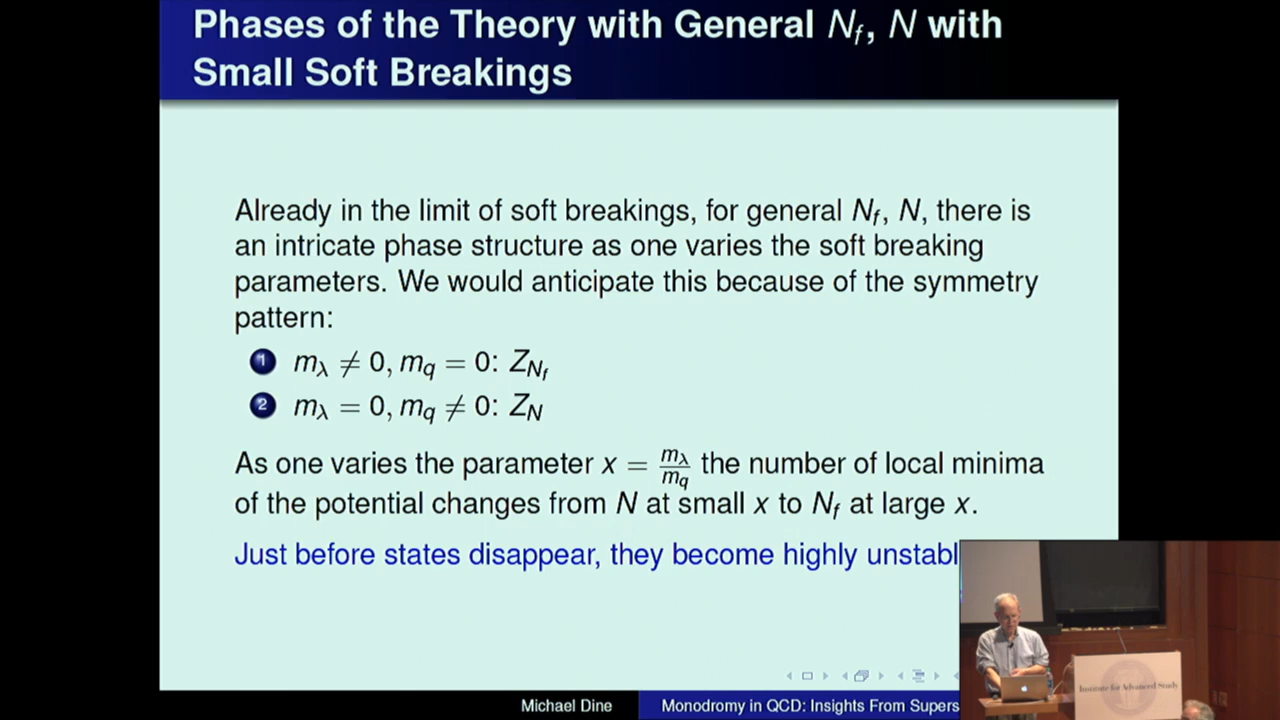 Phases of the Theory with General N_f, N with
Small Soft Breakings
Already in the limit of soft breakings, for general N_f, N, there is
an intricate phase structure as one varies the soft breaking
parameters. We would anticipate this because of the symmetry
pattern:
1 m_λ ≠ 0, m_q = 0: Z_{N_f}
2 m_λ = 0, m_q ≠ 0: Z_N
As one varies the parameter x = m_λ/m_q the number of local minima
of the potential changes from N at small x to N_f at large x.
Just before states disappear, they become highly unstabl
Institute for Advanced Study
Michael Dine Monodromy in QCD: Insights From Supers